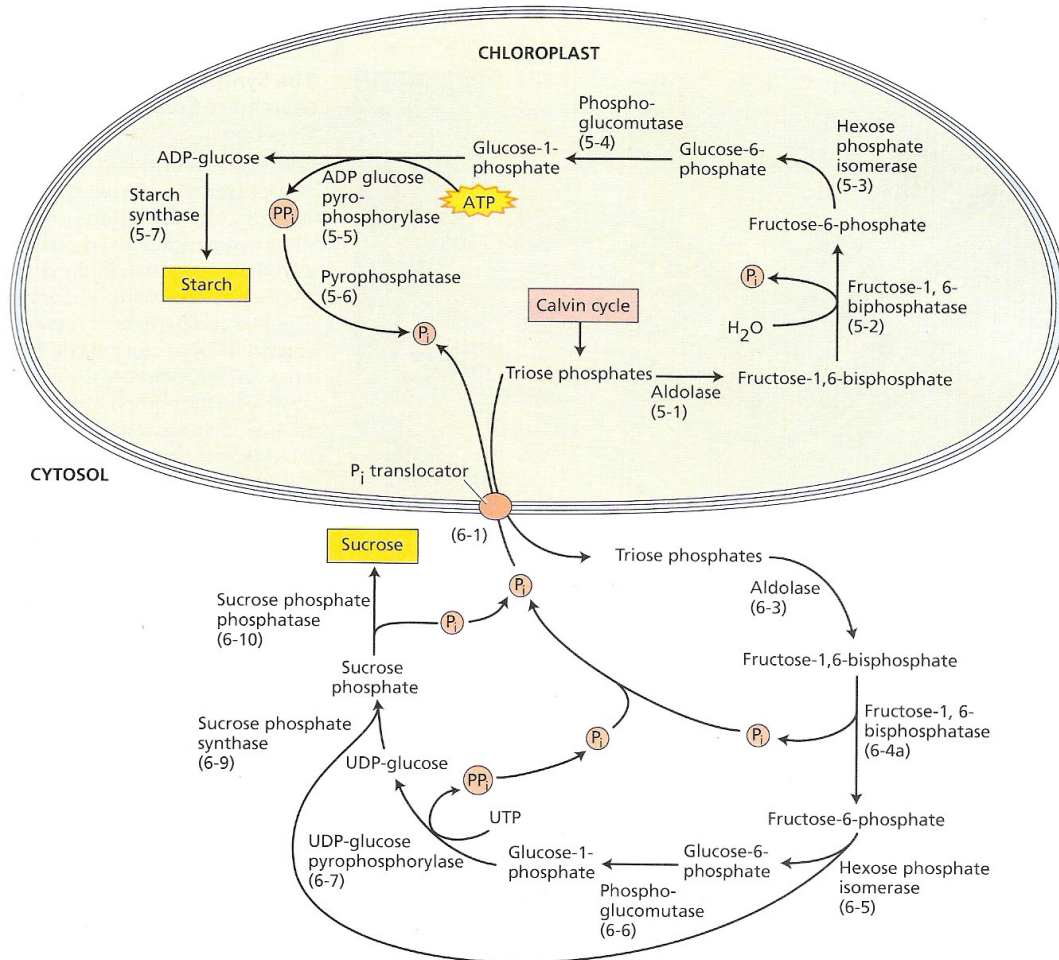 CHLOROPLAST
Phospho-
glucomutase
(5-4)
Hexose
phosphate
isomerase
(5-3)
ADP-glucose
Glucose-1-
phosphate
Glucose-6-
phosphate
Starch
synthase
(5-7)
PPi
ADP glucose
pyro-
phosphorylase
(5-5)
ATP
Fructose-6-phosphate
Starch
Pyrophosphatase
(5-6)
Pi
Calvin cycle
Pi
H2O
Fructose-1, 6-
biphosphatase
(5-2)
Triose phosphates
Aldolase
(5-1)
Fructose-1,6-bisphosphate
CYTOSOL
Pi translocator
(6-1)
Sucrose
Triose phosphates
Aldolase
(6-3)
Pi
Sucrose phosphate
phosphatase
(6-10)
Pi
Sucrose
phosphate
Fructose-1,6-bisphosphate
Sucrose phosphate
synthase
(6-9)
Pi
Pi
Fructose-1, 6-
bisphosphatase
(6-4a)
UDP-glucose
PPi
UTP
Fructose-6-phosphate
UDP-glucose
pyrophosphorylase
(6-7)
Glucose-1-
phosphate
Glucose-6-
phosphate
Phospho-
glucomutase
(6-6)
Hexose phosphate
isomerase
(6-5)